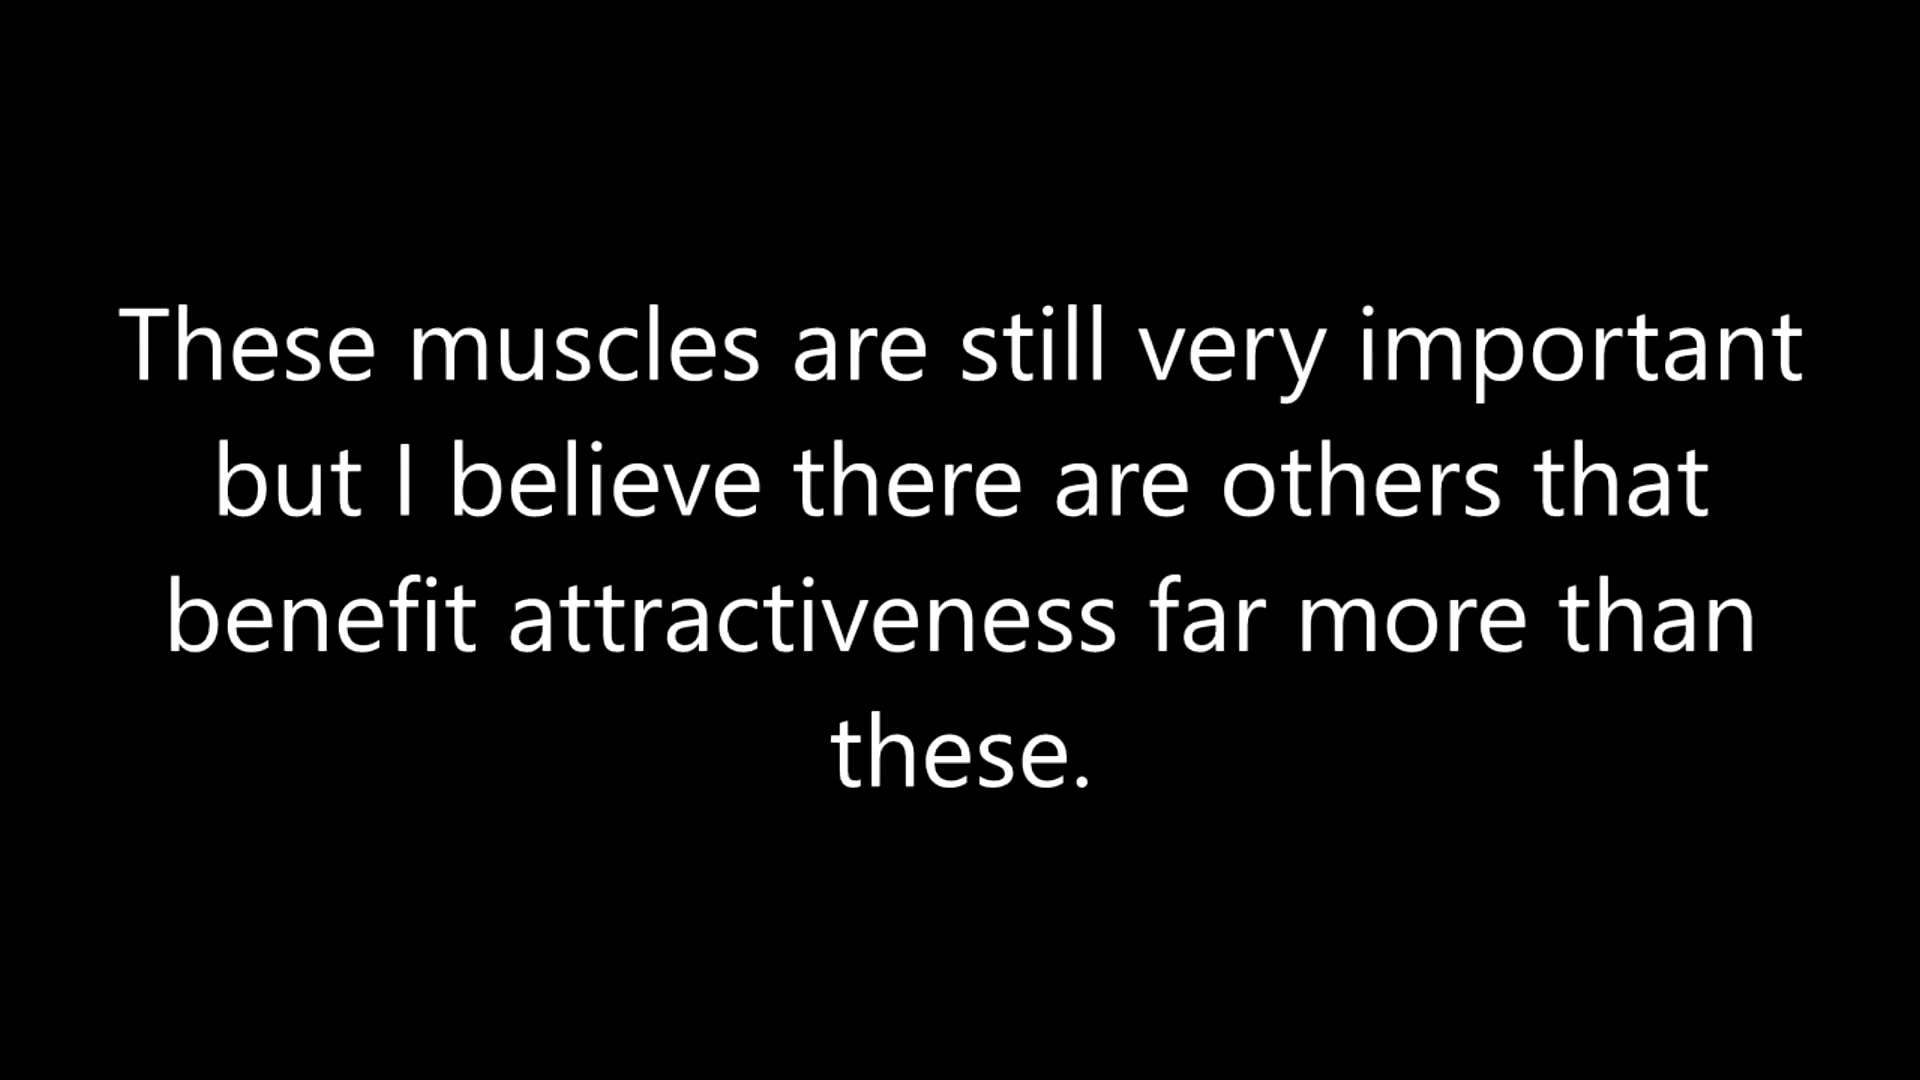 These muscles are still very important
but I believe there are others that
benefit attractiveness far more than
these.